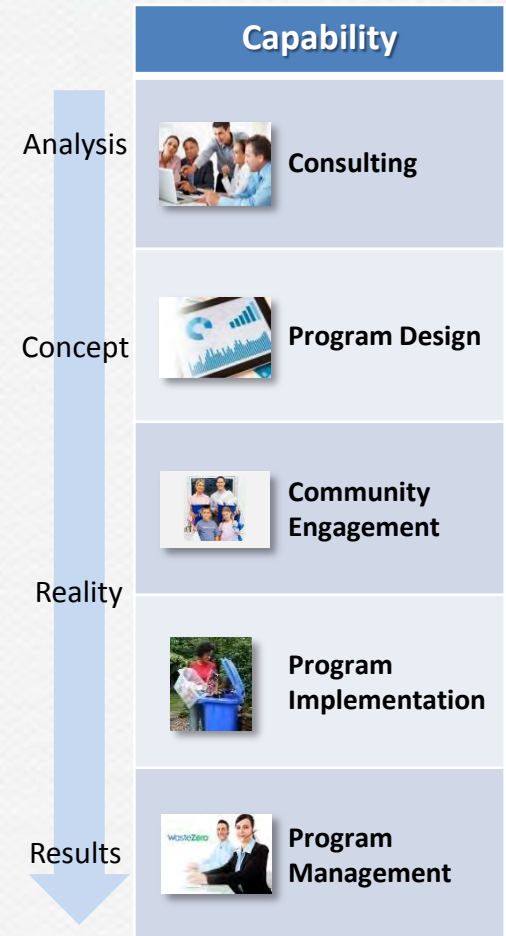 Capability
Analysis
Consulting
Concept
Program Design
Community
Engagement
Reality
Program
Implementation
WasteZero
Results
Program
Management